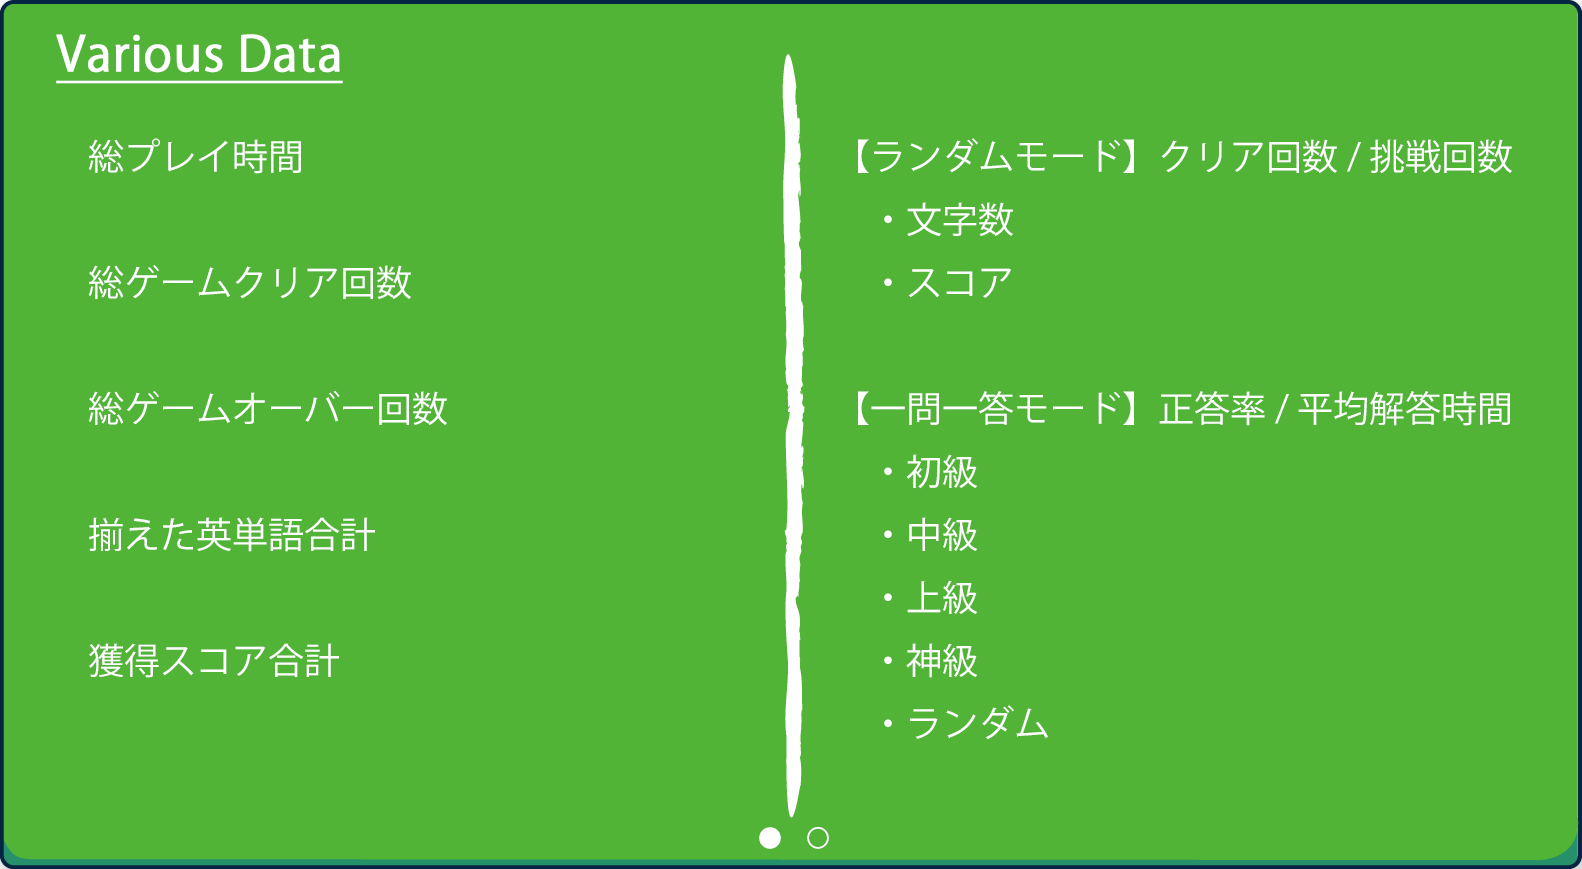 Various Data
総プレイ時間
総ゲームクリア回数
総ゲームオーバー回数
揃えた英単語合計
獲得スコア合計
【ランダムモード】クリア回数 / 挑戦回数
・文字数
・スコア
【一問一答モード】正答率 / 平均解答時間
・初級
・中級
・上級
・神級
・ランダム